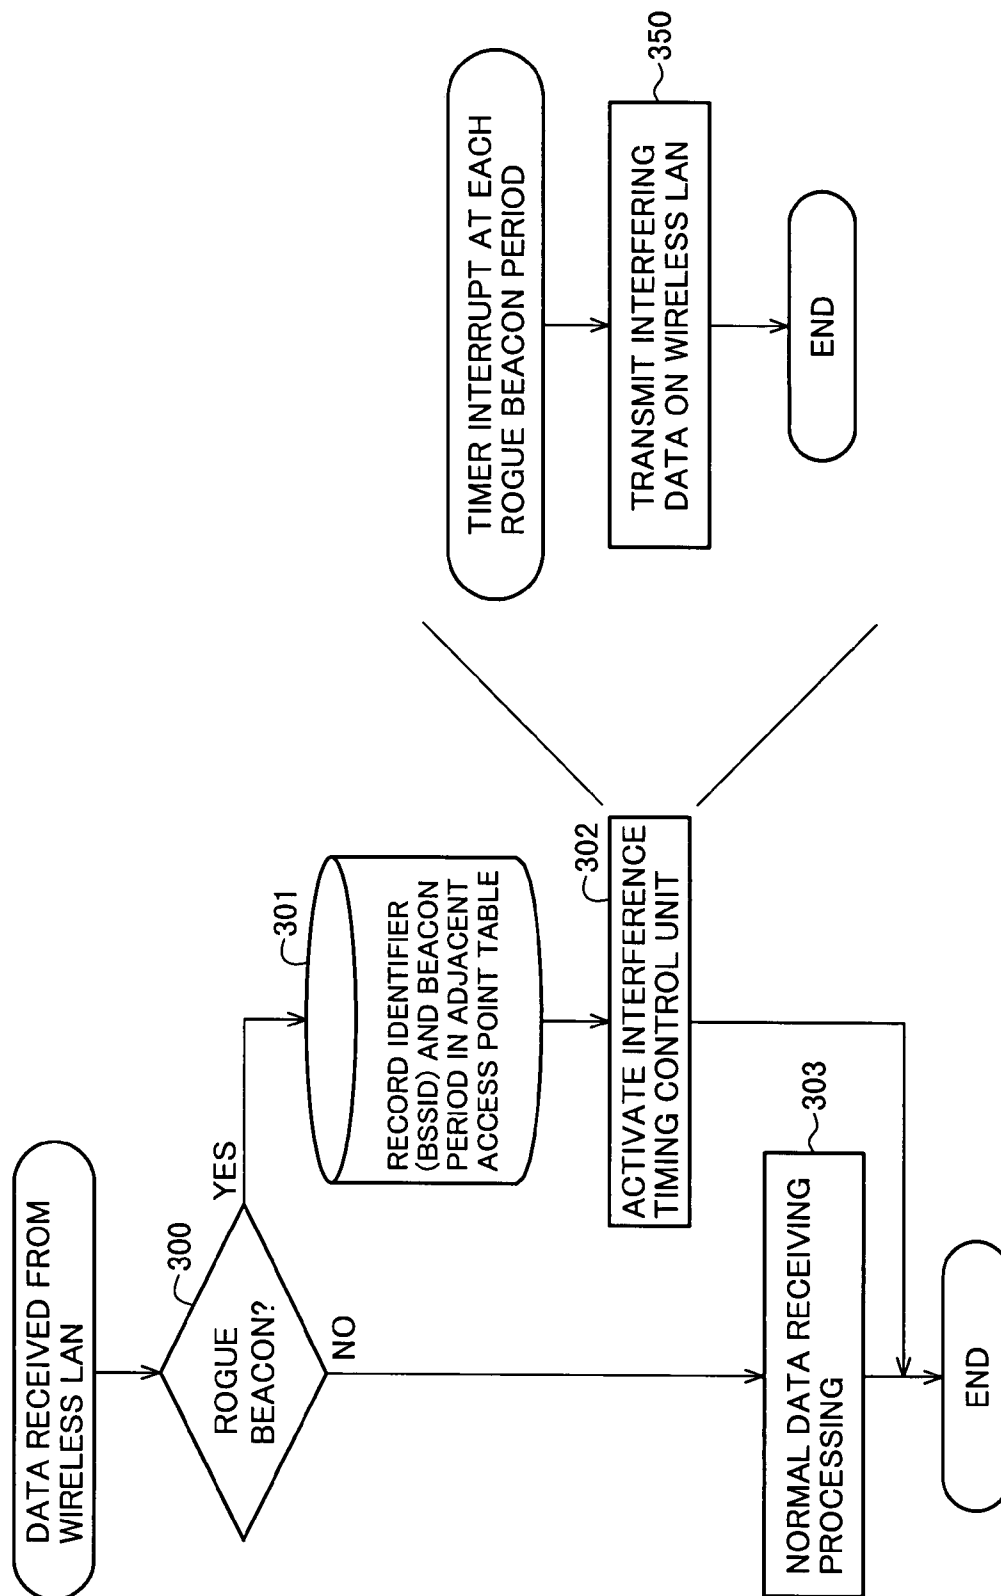 DATA RECEIVED FROM
WIRELESS LAN
300
ROGUE
BEACON?
YES
NO
301
RECORD IDENTIFIER
(BSSID) AND BEACON
PERIOD IN ADJACENT
ACCESS POINT TABLE
302
ACTIVATE INTERFERENCE
TIMING CONTROL UNIT
303
NORMAL DATA RECEIVING
PROCESSING
END
TIMER INTERRUPT AT EACH
ROGUE BEACON PERIOD
350
TRANSMIT INTERFERING
DATA ON WIRELESS LAN
END